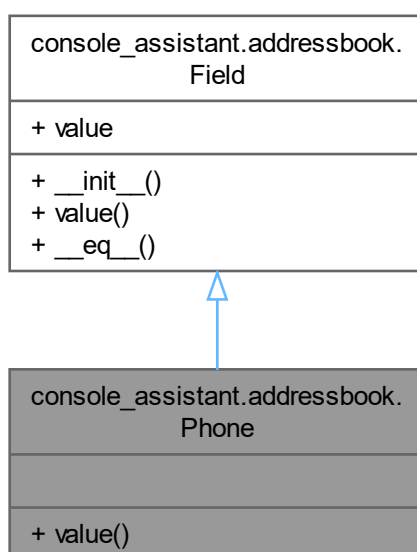 console_assistant.addressbook.
Field
+ value
+ __init__()
+ value()
+ __eq__()
console_assistant.addressbook.
Phone
+ value()